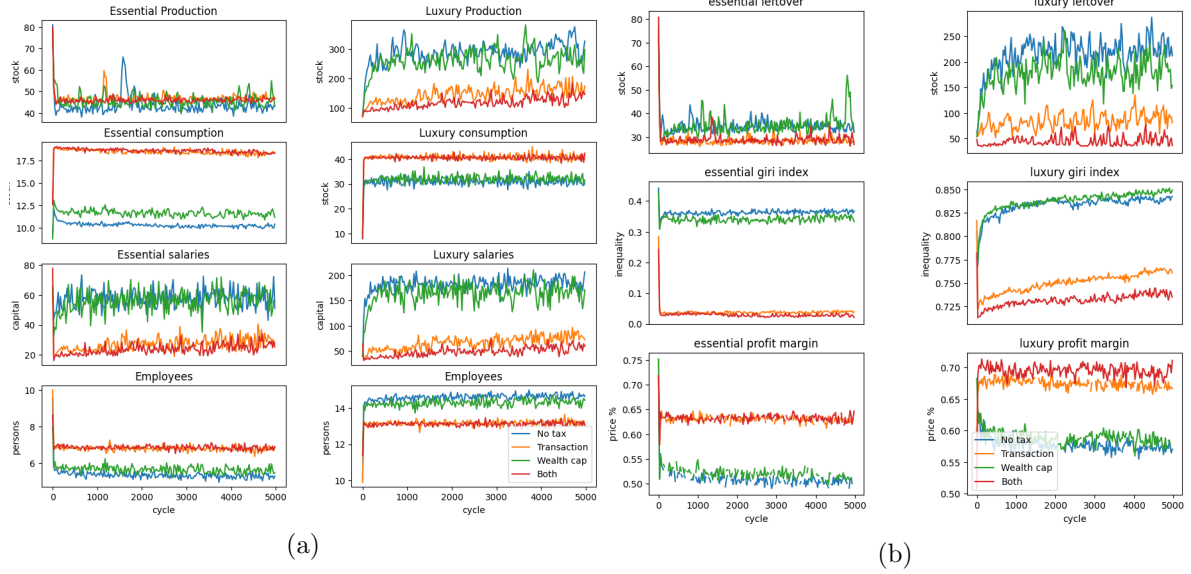 Essential Production
80
70
60
50
40
stock
Luxury Production
300
200
100
stock
Essential consumption
17.5
15.0
12.5
10.0
Luxury consumption
40
30
20
10
stock
Essential salaries
80
60
40
20
capital
Luxury salaries
200
150
100
50
capital
Employees
10
8
6
persons
0 1000 2000 3000 4000 5000
cycle
Employees
14
12
10
persons
No tax
Transaction
Wealth cap
Both
0 1000 2000 3000 4000 5000
cycle
(a)
essential leftover
80
70
60
50
40
30
stock
luxury leftover
250
200
150
100
50
stock
essential giri index
0.4
0.3
0.2
0.1
0.0
inequality
luxury giri index
0.850
0.825
0.800
0.775
0.750
0.725
inequality
essential profit margin
0.75
0.70
0.65
0.60
0.55
0.50
price %
0 1000 2000 3000 4000 5000
cycle
luxury profit margin
0.70
0.65
0.60
0.55
0.50
price %
No tax
Transaction
Wealth cap
Both
0 1000 2000 3000 4000 5000
cycle
(b)